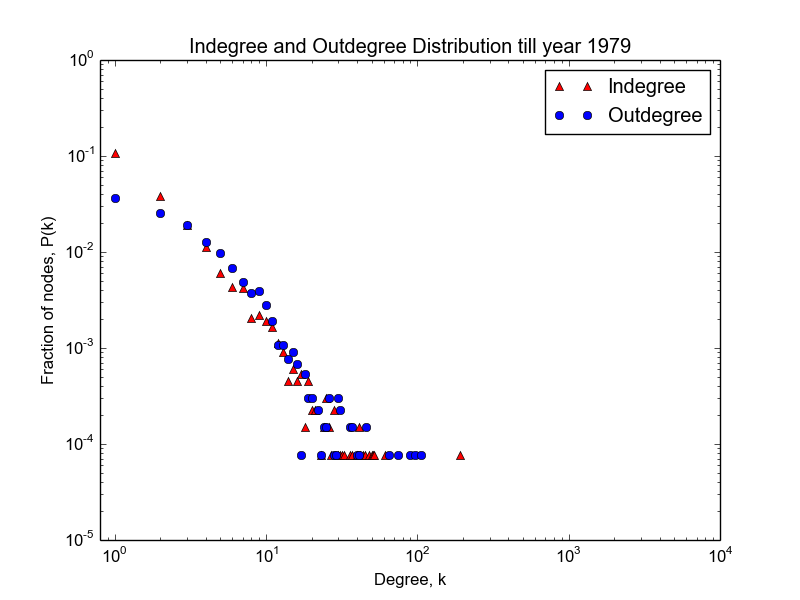 Indegree and Outdegree Distribution till year 1979
Indegree
Outdegree
Fraction of nodes, P(k)
10^0
10^-1
10^-2
10^-3
10^-4
10^-5
10^0 10^1 10^2 10^3 10^4
Degree, k